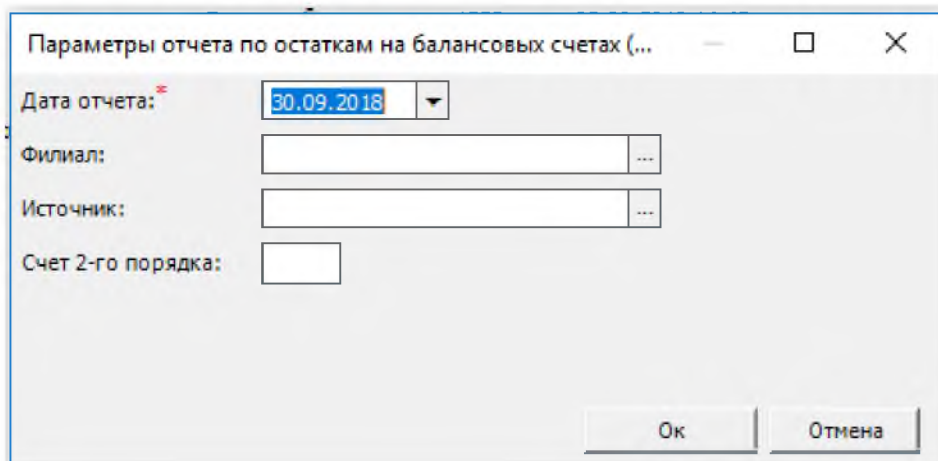 Параметры отчета по остаткам на балансовых счетах (...
Дата отчета:* 30.09.2018
Филиал: ...
Источник: ...
Счет 2-го порядка:
Ок Отмена